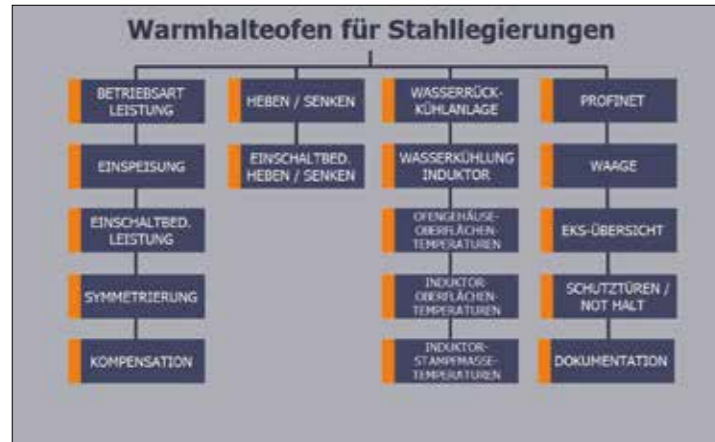 Warmhalteofen für Stahllegierungen
BETRIEBSART
LEISTUNG
EINSPEISUNG
EINSCHALTBED.
LEISTUNG
SYMMETRIERUNG
KOMPENSATION
HEBEN / SENKEN
EINSCHALTBED.
HEBEN / SENKEN
WASSERRÜCK-
KÜHLANLAGE
WASSERKÜHLUNG
INDUKTOR
OFENGEHÄUSE-
OBERFLÄCHEN-
TEMPERATUREN
INDUKTOR-
OBERFLÄCHEN-
TEMPERATUREN
INDUKTOR-
STAMPFMASSE-
TEMPERATUREN
PROFINET
WAAGE
EKS-ÜBERSICHT
SCHUTZTÜREN /
NOT HALT
DOKUMENTATION